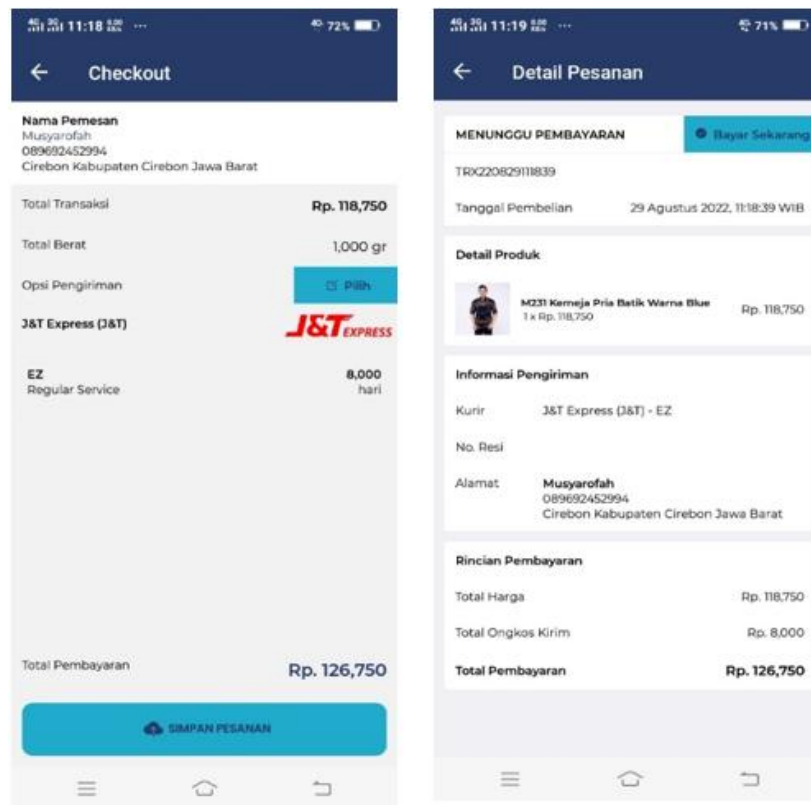 11:18
72%
Checkout
Nama Pemesan
Musyarofah
089692452994
Cirebon Kabupaten Cirebon Jawa Barat
Total Transaksi Rp. 118,750
Total Berat 1,000 gr
Opsi Pengiriman Pilih
J&T Express (J&T) J&T EXPRESS
EZ 8,000
Regular Service hari
Total Pembayaran Rp. 126,750
SIMPAN PESANAN
11:19
71%
Detail Pesanan
MENUNGGU PEMBAYARAN Bayar Sekarang
TRX220829111839
Tanggal Pembelian 29 Agustus 2022, 11:18:39 WIB
Detail Produk
M231 Kemeja Pria Batik Warna Blue Rp. 118,750
1 x Rp. 118,750
Informasi Pengiriman
Kurir J&T Express (J&T) - EZ
No. Resi
Alamat Musyarofah
089692452994
Cirebon Kabupaten Cirebon Jawa Barat
Rincian Pembayaran
Total Harga Rp. 118,750
Total Ongkos Kirim Rp. 8,000
Total Pembayaran Rp. 126,750